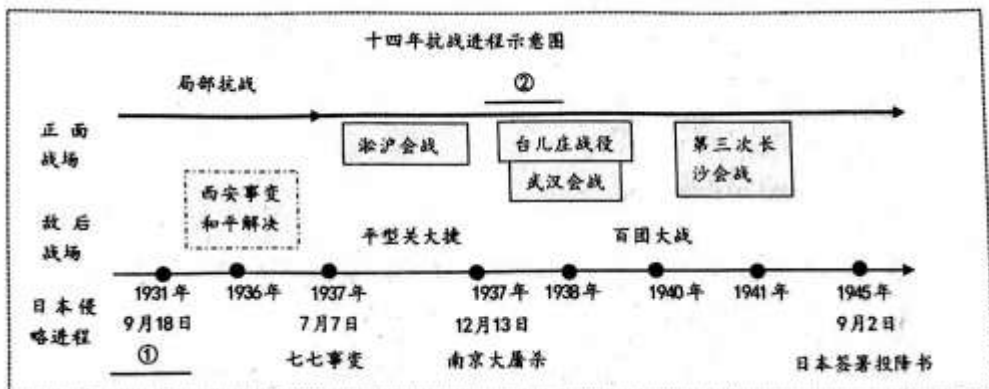 十四年抗战进程示意图
局部抗战
②
正面
战场
淞沪会战
台儿庄战役
武汉会战
第三次长
沙会战
西安事变
和平解决
敌后
战场
平型关大捷
百团大战
日本侵
略进程
1931年
9月18日
1936年
1937年
7月7日
1937年
12月13日
1938年
1940年
1941年
1945年
9月2日
①
七七事变
南京大屠杀
日本签署投降书